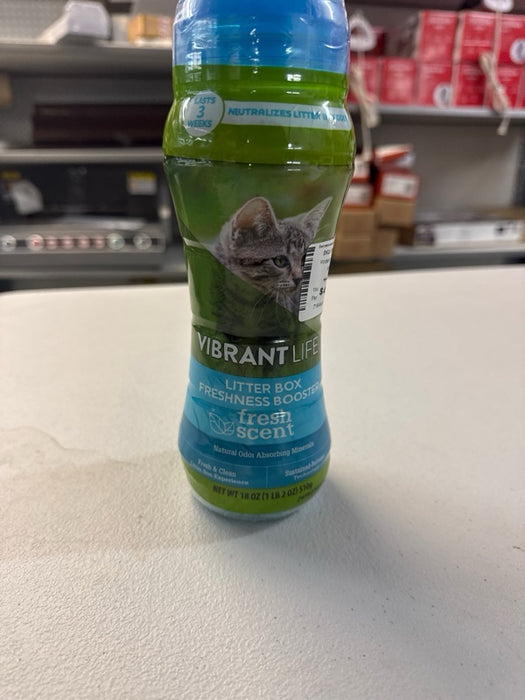 LASTS
3
WEEKS
NEUTRALIZES LITTER
VIBRANT LIFE
LITTER BOX
FRESHNESS BOOSTER
fresh
scent
Natural Odor Absorbing Minerals
Fresh & Clean
Experience
NET WT 18 OZ (1 LB 2 OZ) 510g